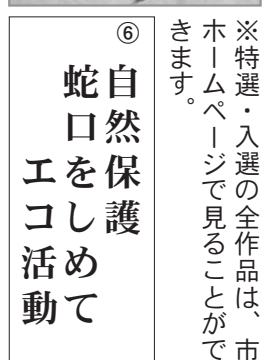 ※特選・入選の全作品は、市
ホームページで見ることがで
きます。
⑥
自然保護
蛇口をしめて
エコ活動